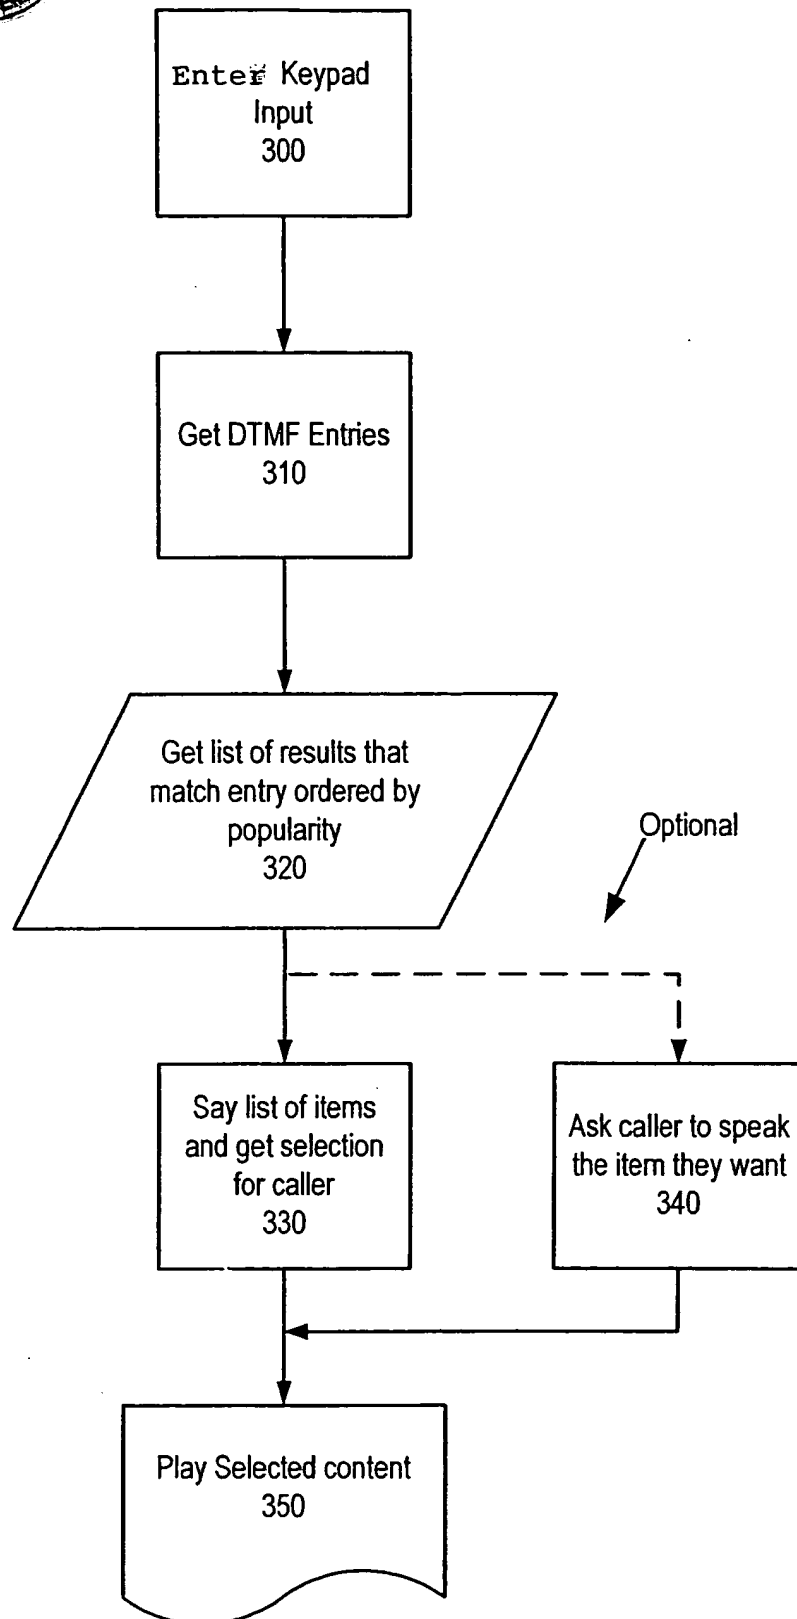 Enter Keypad
Input
300
Get DTMF Entries
310
Get list of results that
match entry ordered by
popularity
320
Optional
Say list of items
and get selection
for caller
330
Ask caller to speak
the item they want
340
Play Selected content
350